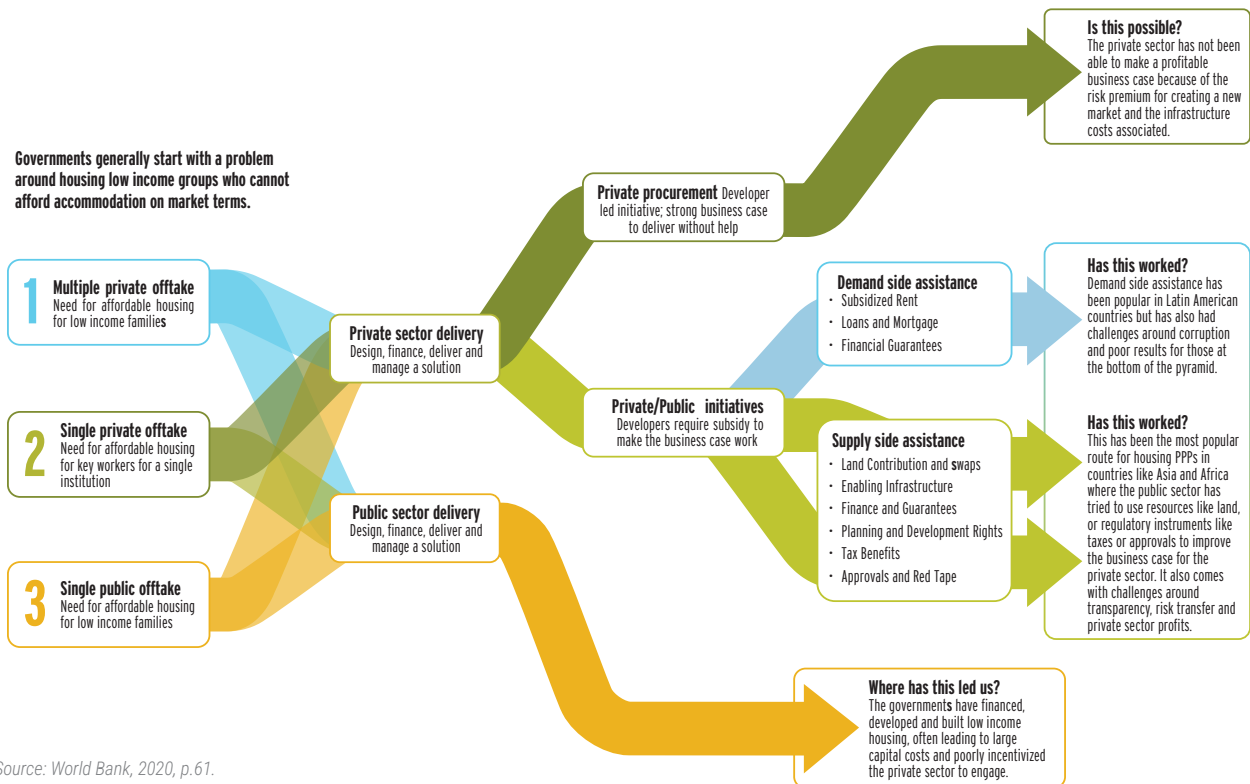 Governments generally start with a problem
around housing low income groups who cannot
afford accommodation on market terms.
1
Multiple private offtake
Need for affordable housing
for low income families
2
Single private offtake
Need for affordable housing
for key workers for a single
institution
3
Single public offtake
Need for affordable housing
for low income families
Private sector delivery
Design, finance, deliver and
manage a solution
Public sector delivery
Design, finance, deliver and
manage a solution
Private procurement Developer
led initiative; strong business case
to deliver without help
Private/Public initiatives
Developers require subsidy to
make the business case work
Demand side assistance
· Subsidized Rent
· Loans and Mortgage
· Financial Guarantees
Supply side assistance
· Land Contribution and swaps
· Enabling Infrastructure
· Finance and Guarantees
· Planning and Development Rights
· Tax Benefits
· Approvals and Red Tape
Is this possible?
The private sector has not been
able to make a profitable
business case because of the
risk premium for creating a new
market and the infrastructure
costs associated.
Has this worked?
Demand side assistance has
been popular in Latin American
countries but has also had
challenges around corruption
and poor results for those at
the bottom of the pyramid.
Has this worked?
This has been the most popular
route for housing PPPs in
countries like Asia and Africa
where the public sector has
tried to use resources like land,
or regulatory instruments like
taxes or approvals to improve
the business case for the
private sector. It also comes
with challenges around
transparency, risk transfer and
private sector profits.
Where has this led us?
The governments have financed,
developed and built low income
housing, often leading to large
capital costs and poorly incentivized
the private sector to engage.
Source: World Bank, 2020, p.61.